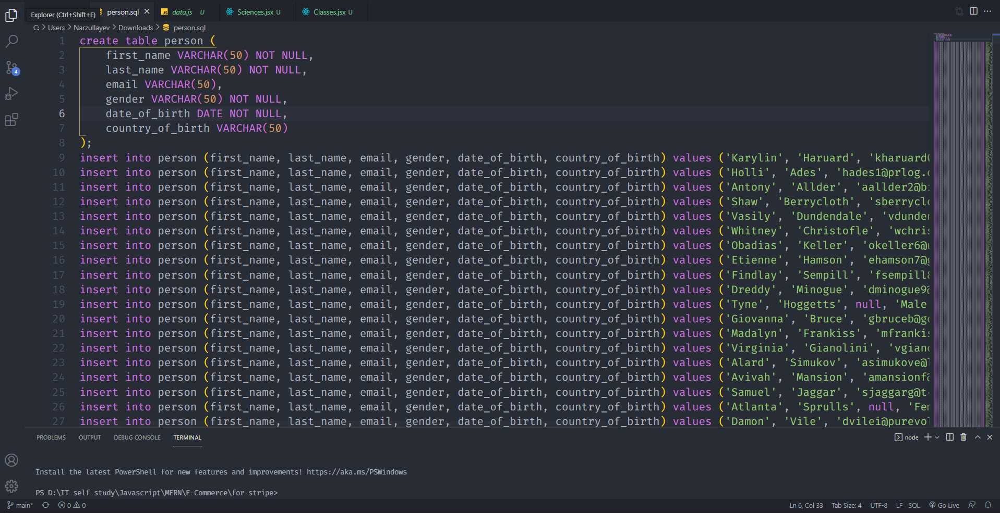 Explorer (Ctrl+Shift+E)
person.sql
JS data.js U
Sciences.jsx U
Classes.jsx U
C: > Users > Narzullayev > Downloads > person.sql
1 create table person (
2 first_name VARCHAR(50) NOT NULL,
3 last_name VARCHAR(50) NOT NULL,
4 email VARCHAR(50),
5 gender VARCHAR(50) NOT NULL,
6 date_of_birth DATE NOT NULL,
7 country_of_birth VARCHAR(50)
8 );
9 insert into person (first_name, last_name, email, gender, date_of_birth, country_of_birth) values ('Karylin', 'Haruard', 'kharuard
10 insert into person (first_name, last_name, email, gender, date_of_birth, country_of_birth) values ('Holli', 'Ades', 'hades1@prlog.
11 insert into person (first_name, last_name, email, gender, date_of_birth, country_of_birth) values ('Antony', 'Allder', 'aallder2@b
12 insert into person (first_name, last_name, email, gender, date_of_birth, country_of_birth) values ('Shaw', 'Berrycloth', 'sberryclo
13 insert into person (first_name, last_name, email, gender, date_of_birth, country_of_birth) values ('Vasily', 'Dundendale', 'vdunden
14 insert into person (first_name, last_name, email, gender, date_of_birth, country_of_birth) values ('Whitney', 'Christofle', 'wchris
15 insert into person (first_name, last_name, email, gender, date_of_birth, country_of_birth) values ('Obadias', 'Keller', 'okeller6@u
16 insert into person (first_name, last_name, email, gender, date_of_birth, country_of_birth) values ('Etienne', 'Hamson', 'ehamson7@g
17 insert into person (first_name, last_name, email, gender, date_of_birth, country_of_birth) values ('Findlay', 'Sempill', 'fsempill8
18 insert into person (first_name, last_name, email, gender, date_of_birth, country_of_birth) values ('Dreddy', 'Minogue', 'dminogue9@
19 insert into person (first_name, last_name, email, gender, date_of_birth, country_of_birth) values ('Tyne', 'Hoggetts', null, 'Male
20 insert into person (first_name, last_name, email, gender, date_of_birth, country_of_birth) values ('Giovanna', 'Bruce', 'gbruceb@go
21 insert into person (first_name, last_name, email, gender, date_of_birth, country_of_birth) values ('Madalyn', 'Frankiss', 'mfrankis
22 insert into person (first_name, last_name, email, gender, date_of_birth, country_of_birth) values ('Virginia', 'Gianolini', 'vgiano
23 insert into person (first_name, last_name, email, gender, date_of_birth, country_of_birth) values ('Alard', 'Simukov', 'asimukove@l
24 insert into person (first_name, last_name, email, gender, date_of_birth, country_of_birth) values ('Avivah', 'Mansion', 'amansionf@
25 insert into person (first_name, last_name, email, gender, date_of_birth, country_of_birth) values ('Samuel', 'Jaggar', 'sjaggarg@t-
26 insert into person (first_name, last_name, email, gender, date_of_birth, country_of_birth) values ('Atlanta', 'Sprulls', null, 'Fem
27 insert into person (first_name, last_name, email, gender, date_of_birth, country_of_birth) values ('Damon', 'Vile', 'dvilei@purevol
4
PROBLEMS OUTPUT DEBUG CONSOLE TERMINAL node
Install the latest PowerShell for new features and improvements! https://aka.ms/PSWindows
PS D:\IT self study\Javascript\MERN\E-Commerce\for stripe>
main* 0 0 Ln 6, Col 33 Tab Size: 4 UTF-8 LF SQL Go Live